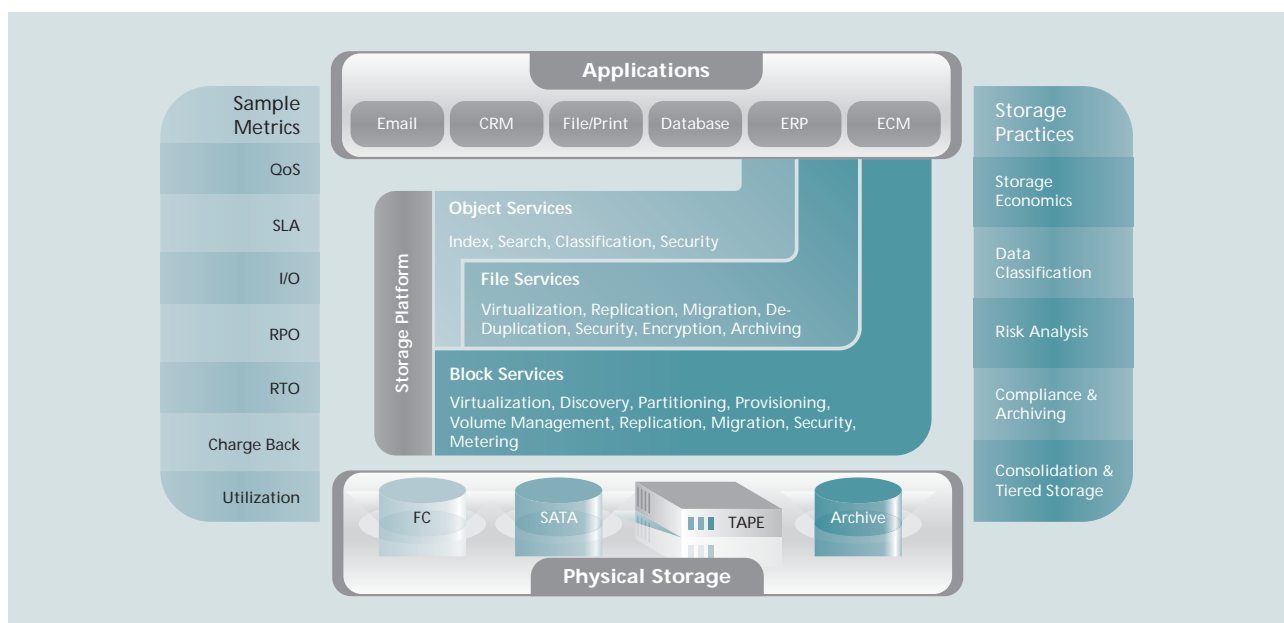 Applications
Email
CRM
File/Print
Database
ERP
ECM
Sample
Metrics
QoS
SLA
I/O
RPO
RTO
Charge Back
Utilization
Storage Platform
Object Services
Index, Search, Classification, Security
File Services
Virtualization, Replication, Migration, De-
Duplication, Security, Encryption, Archiving
Block Services
Virtualization, Discovery, Partitioning, Provisioning,
Volume Management, Replication, Migration, Security,
Metering
Storage
Practices
Storage
Economics
Data
Classification
Risk Analysis
Compliance &
Archiving
Consolidation &
Tiered Storage
FC
SATA
TAPE
Archive
Physical Storage